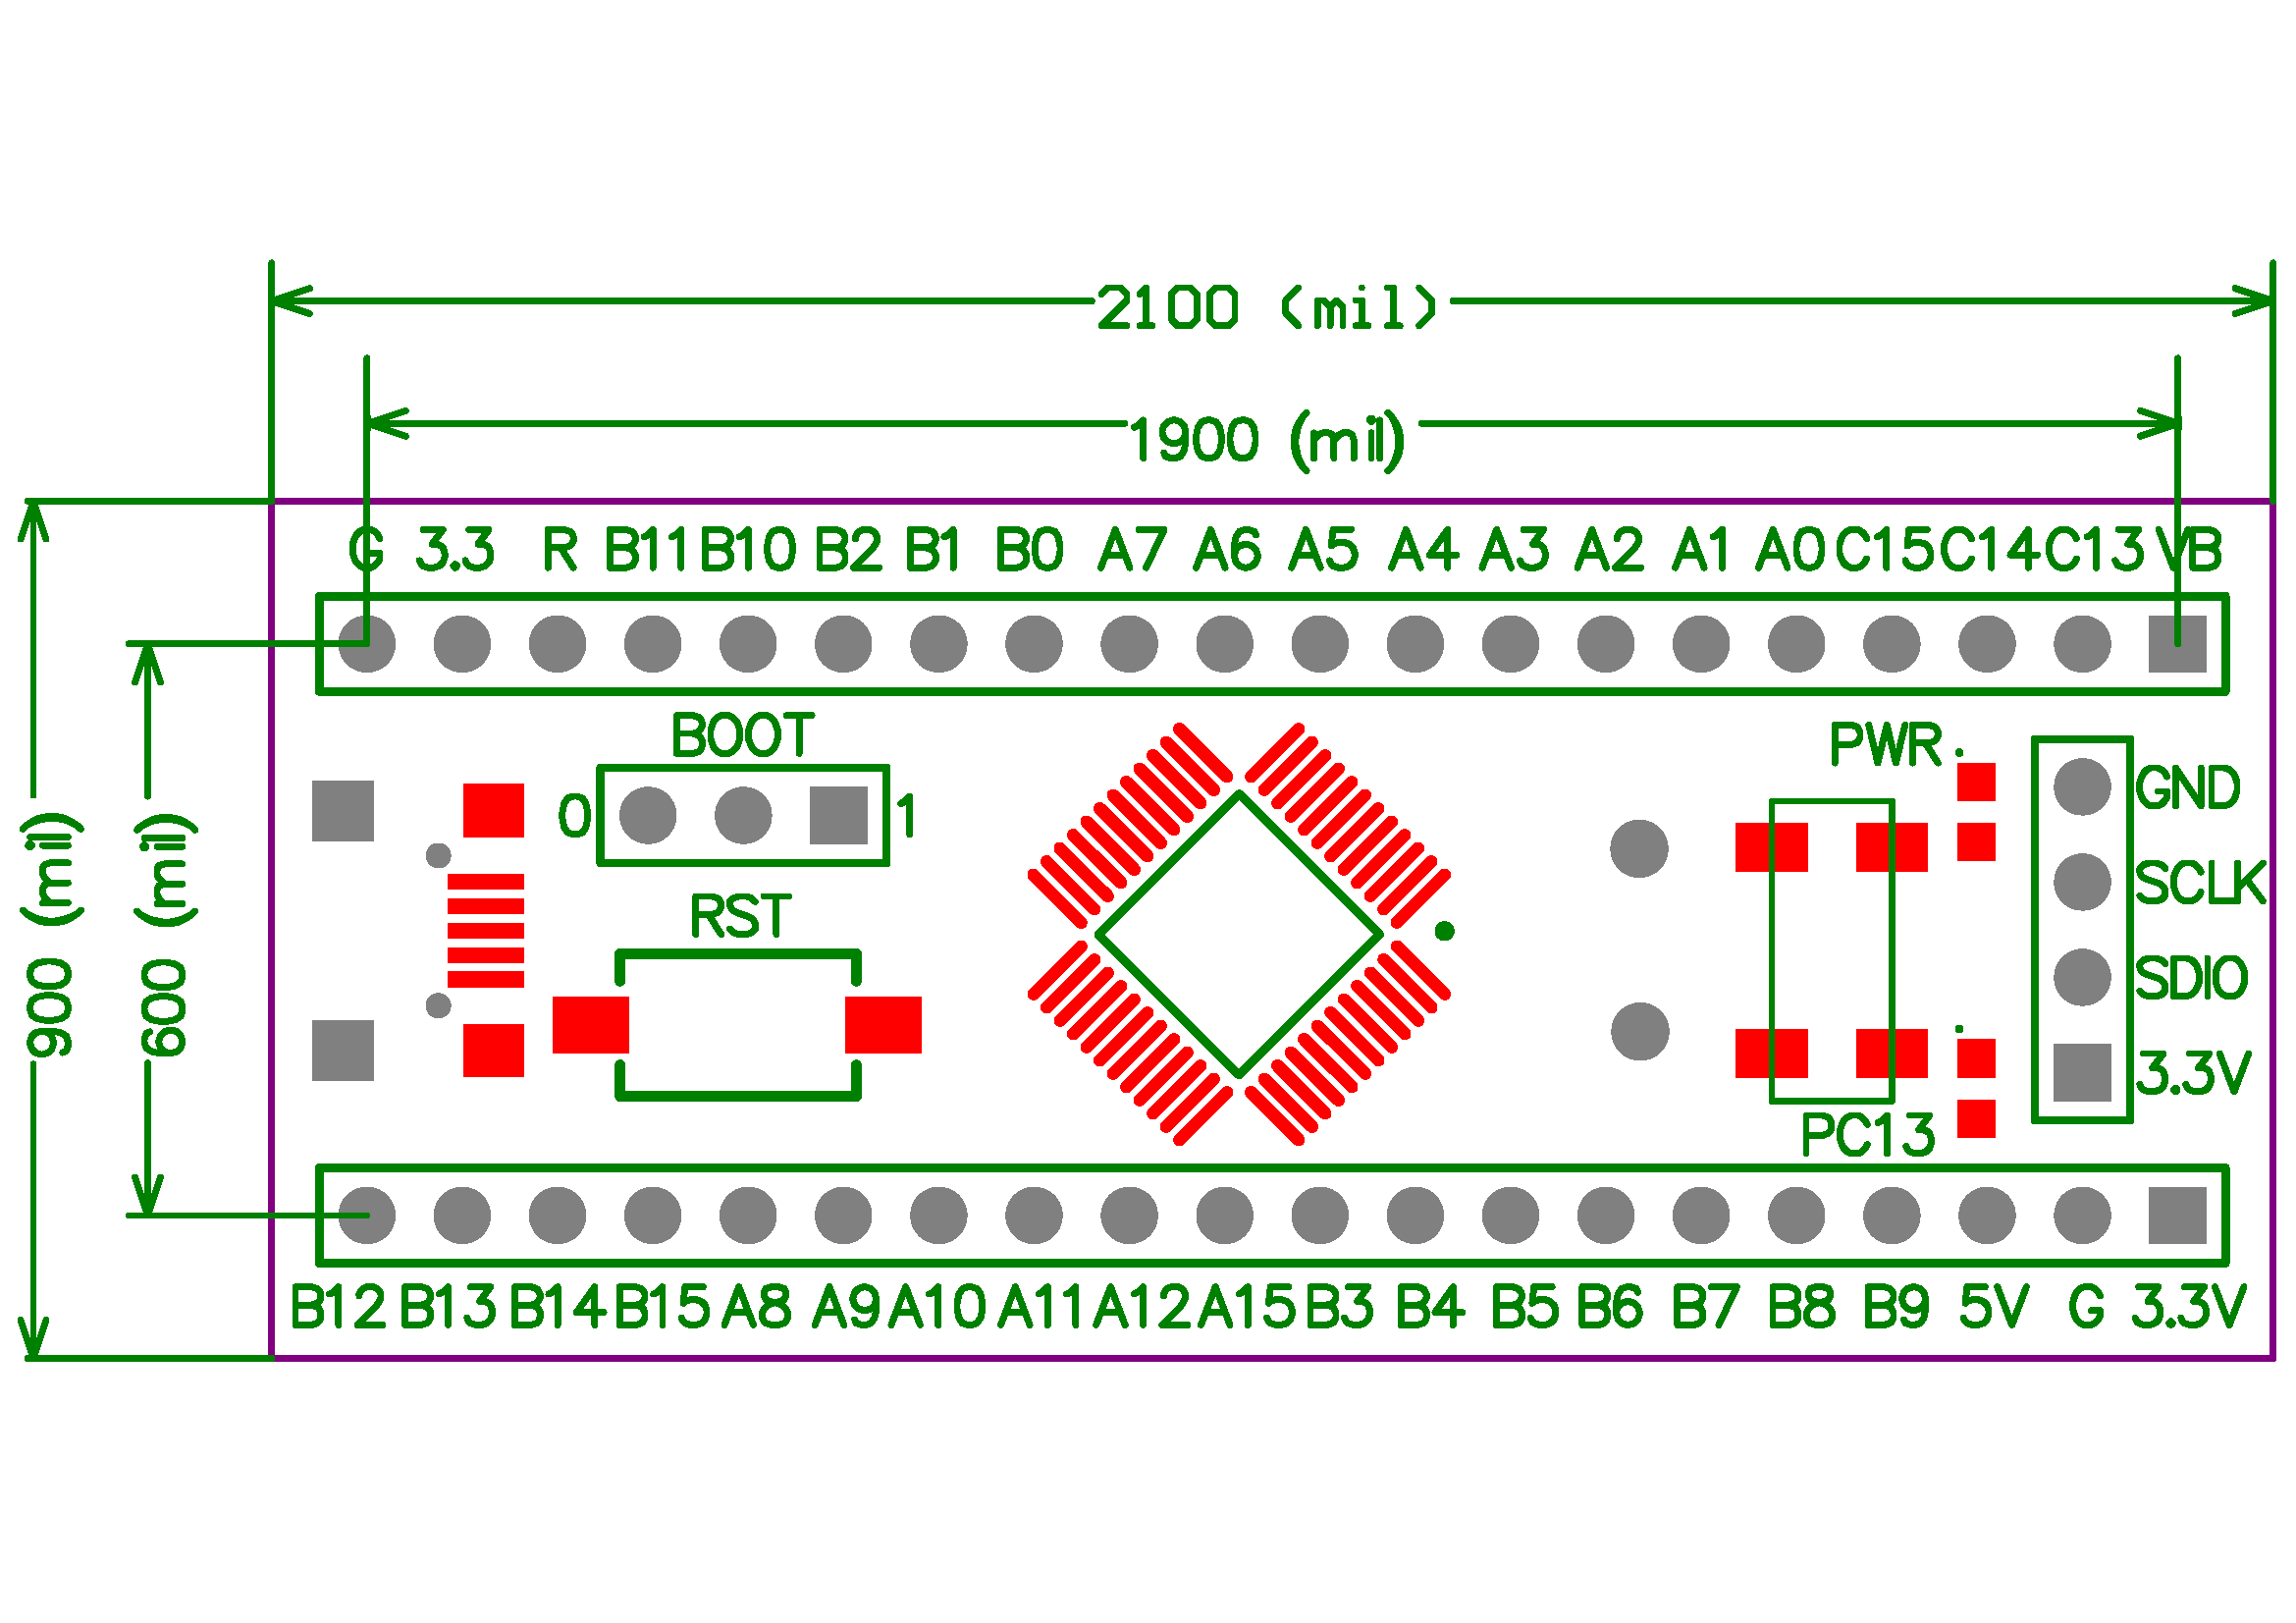 2100 (mil)
1900 (mil)
G 3.3 R B11 B10 B2 B1 B0 A7 A6 A5 A4 A3 A2 A1 A0 C15 C14 C13 VB
900 (mil)
600 (mil)
BOOT
0 1
RST
PWR
GND
SCLK
SDIO
3.3V
PC13
B12 B13 B14 B15 A8 A9 A10 A11 A12 A15 B3 B4 B5 B6 B7 B8 B9 5V G 3.3V